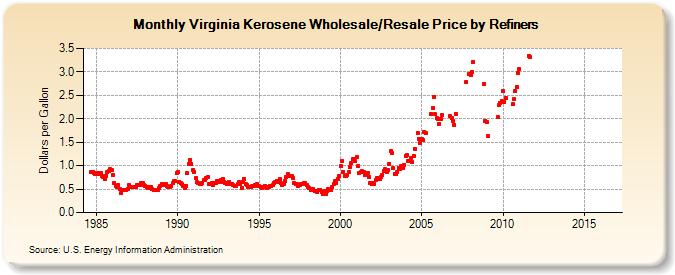 Monthly Virginia Kerosene Wholesale/Resale Price by Refiners
Dollars per Gallon
3.5
3.0
2.5
2.0
1.5
1.0
0.5
0.0
1985 1990 1995 2000 2005 2010 2015
Source: U.S. Energy Information Administration